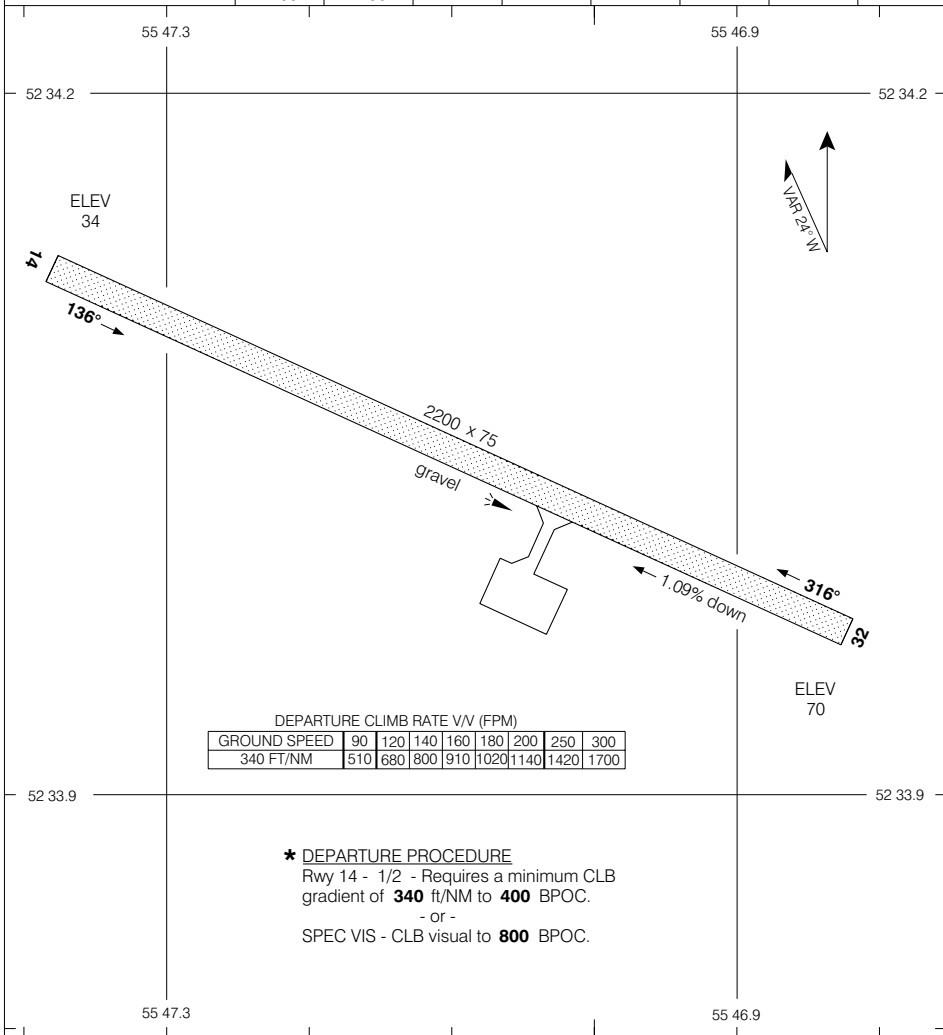 55 47.3
55 46.9
52 34.2
52 34.2
ELEV
34
VAR 24° W
14
136°
2200 x 75
gravel
316°
1.09% down
32
ELEV
70
DEPARTURE CLIMB RATE V/V (FPM)
GROUND SPEED 90 120 140 160 180 200 250 300
340 FT/NM 510 680 800 910 1020 1140 1420 1700
52 33.9
52 33.9
* DEPARTURE PROCEDURE
Rwy 14 - 1/2 - Requires a minimum CLB
gradient of 340 ft/NM to 400 BPOC.
- or -
SPEC VIS - CLB visual to 800 BPOC.
55 47.3
55 46.9